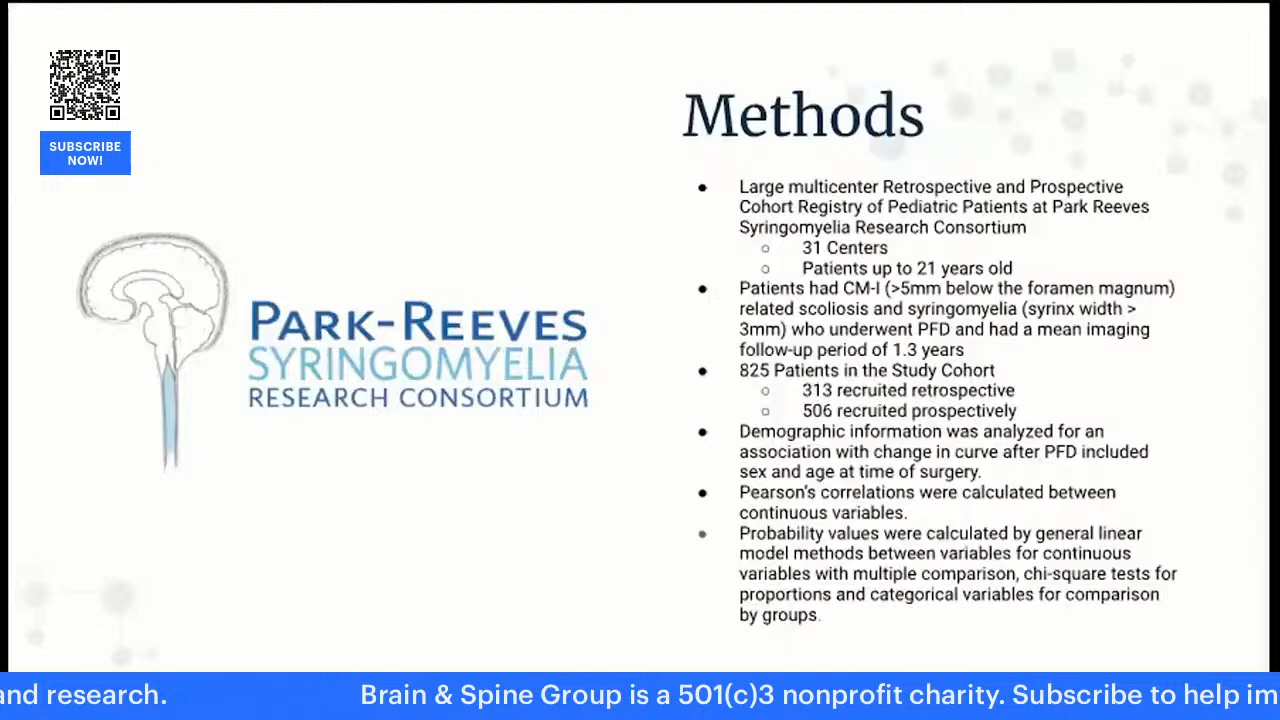 SUBSCRIBE
NOW!
PARK-REEVES
SYRINGOMYELIA
RESEARCH CONSORTIUM
Methods
● Large multicenter Retrospective and Prospective
Cohort Registry of Pediatric Patients at Park Reeves
Syringomyelia Research Consortium
○ 31 Centers
○ Patients up to 21 years old
● Patients had CM-I (>5mm below the foramen magnum)
related scoliosis and syringomyelia (syrinx width >
3mm) who underwent PFD and had a mean imaging
follow-up period of 1.3 years
● 825 Patients in the Study Cohort
○ 313 recruited retrospective
○ 506 recruited prospectively
● Demographic information was analyzed for an
association with change in curve after PFD included
sex and age at time of surgery.
● Pearson's correlations were calculated between
continuous variables.
● Probability values were calculated by general linear
model methods between variables for continuous
variables with multiple comparison, chi-square tests for
proportions and categorical variables for comparison
by groups.
and research. Brain & Spine Group is a 501(c)3 nonprofit charity. Subscribe to help im